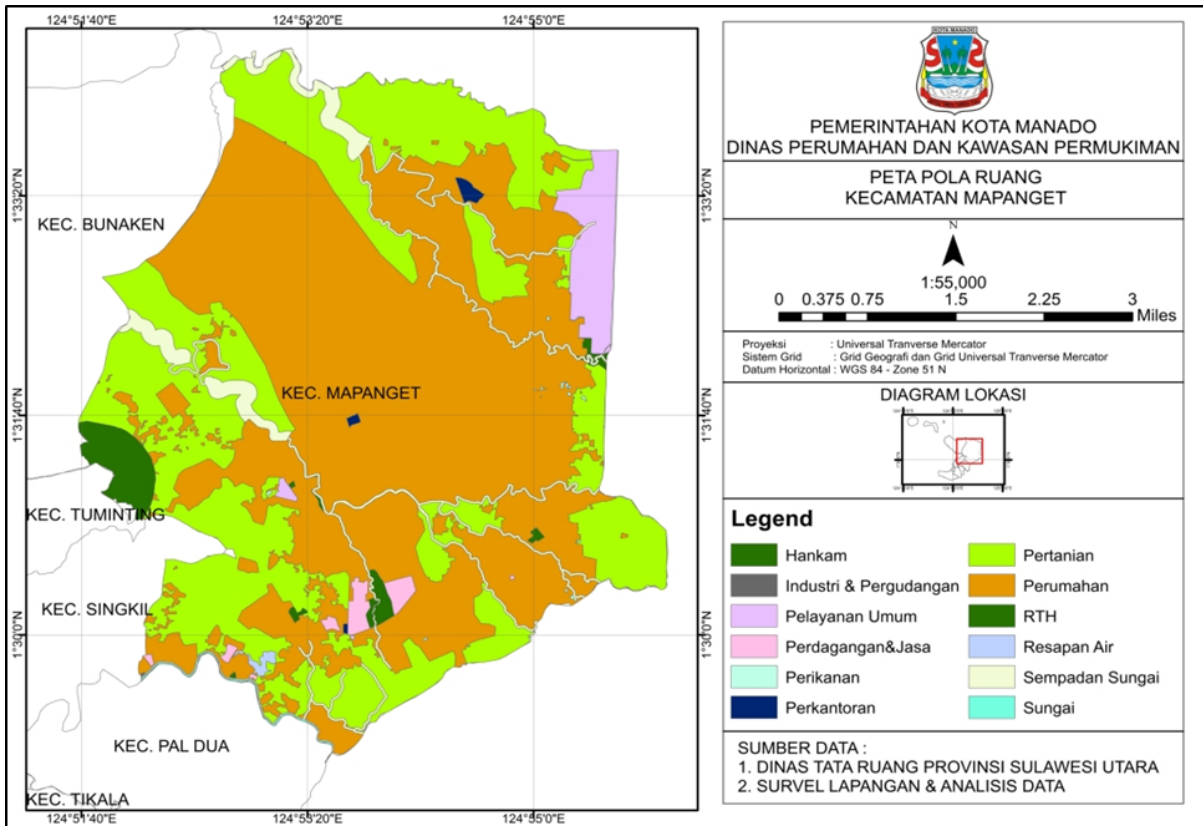 124°51'40"E 124°53'20"E 124°55'0"E
1°33'20"N
1°31'40"N
1°30'0"N
KEC. BUNAKEN
KEC. MAPANGET
KEC. TUMINTING
KEC. SINGKIL
KEC. PAL DUA
KEC. TIKALA
124°51'40"E 124°53'20"E 124°55'0"E
1°33'20"N
1°31'40"N
1°30'0"N
KOTA MANADO
PEMERINTAHAN KOTA MANADO
DINAS PERUMAHAN DAN KAWASAN PERMUKIMAN
PETA POLA RUANG
KECAMATAN MAPANGET
N
1:55,000
0 0.375 0.75 1.5 2.25 3
Miles
Proyeksi : Universal Tranverse Mercator
Sistem Grid : Grid Geografi dan Grid Universal Tranverse Mercator
Datum Horizontal : WGS 84 - Zone 51 N
DIAGRAM LOKASI
Legend
Hankam
Industri & Pergudangan
Pelayanan Umum
Perdagangan&Jasa
Perikanan
Perkantoran
Pertanian
Perumahan
RTH
Resapan Air
Sempadan Sungai
Sungai
SUMBER DATA :
1. DINAS TATA RUANG PROVINSI SULAWESI UTARA
2. SURVEL LAPANGAN & ANALISIS DATA